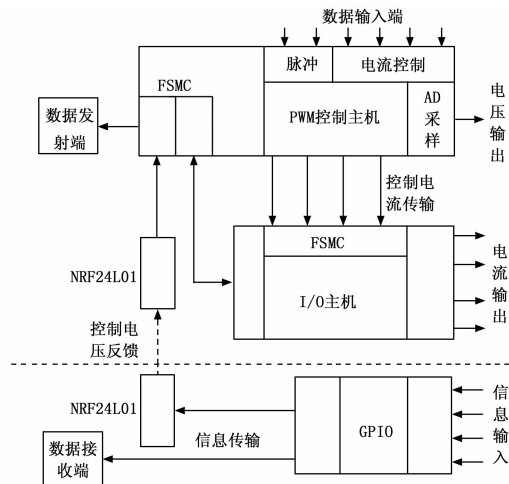 数据输入端
脉冲
电流控制
FSMC
数据发
射端
PWM控制主机
AD
采
样
电
压
输
出
控制电
流传输
FSMC
NRF24L01
I/O主机
电
流
输
出
控制电
压反馈
NRF24L01
GPIO
信
息
输
入
信息传输
数据接
收端